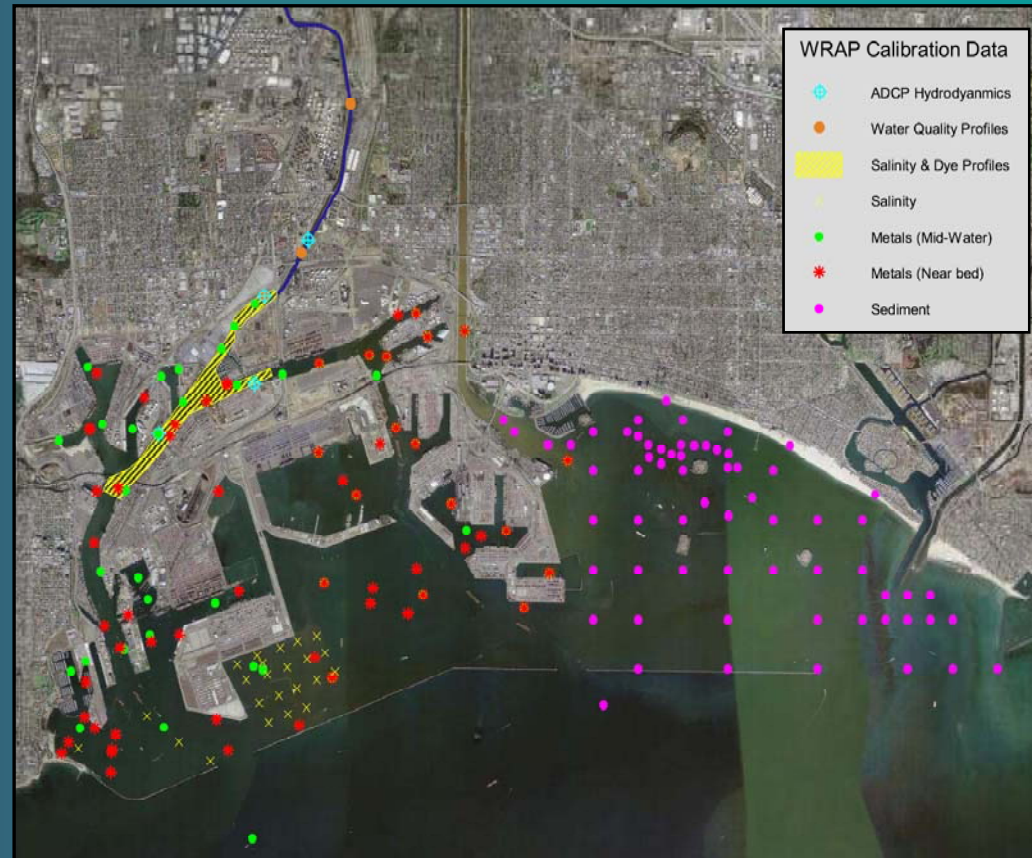 WRAP Calibration Data
ADCP Hydrodyanmics
Water Quality Profiles
Salinity & Dye Profiles
Salinity
Metals (Mid-Water)
Metals (Near bed)
Sediment